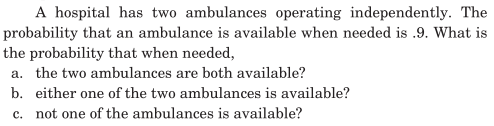 A hospital has two ambulances operating independently. The
probability that an ambulance is available when needed is .9. What is
the probability that when needed,
a. the two ambulances are both available?
b. either one of the two ambulances is available?
c. not one of the ambulances is available?